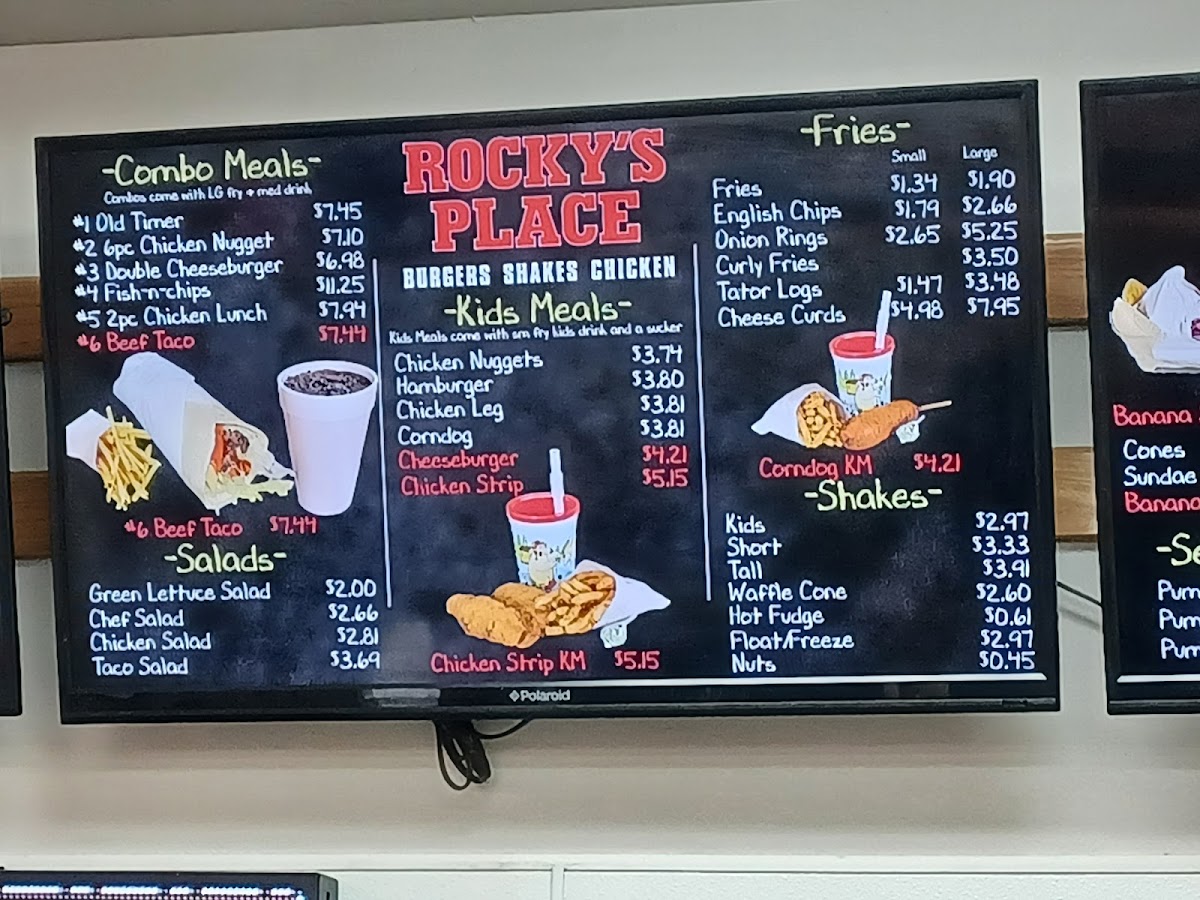 -Combo Meals-
Combos come with LG fry + med drink
#1 Old Timer $7.45
#2 6pc Chicken Nugget $7.10
#3 Double Cheeseburger $6.98
#4 Fish-n-chips $11.25
#5 2pc Chicken Lunch $7.94
#6 Beef Taco $7.44
#6 Beef Taco $7.44
-Salads-
Green Lettuce Salad $2.00
Chef Salad $2.66
Chicken Salad $2.81
Taco Salad $3.69
ROCKY'S
PLACE
BURGERS SHAKES CHICKEN
-Kids Meals-
Kids Meals come with sm fry kids drink and a sucker
Chicken Nuggets $3.74
Hamburger $3.80
Chicken Leg $3.81
Corndog $3.81
Cheeseburger $4.21
Chicken Strip $5.15
Chicken Strip KM $5.15
-Fries-
Small Large
Fries $1.34 $1.90
English Chips $1.79 $2.66
Onion Rings $2.65 $5.25
Curly Fries $3.50
Tator Logs $1.47 $3.48
Cheese Curds $4.98 $7.95
Corndog KM $4.21
-Shakes-
Kids $2.97
Short $3.33
Tall $3.91
Waffle Cone $2.60
Hot Fudge $0.61
Float/Freeze $2.97
Nuts $0.45
Polaroid
Banana
Cones
Sundae
Banana
-Se
Pum
Pum
Pum